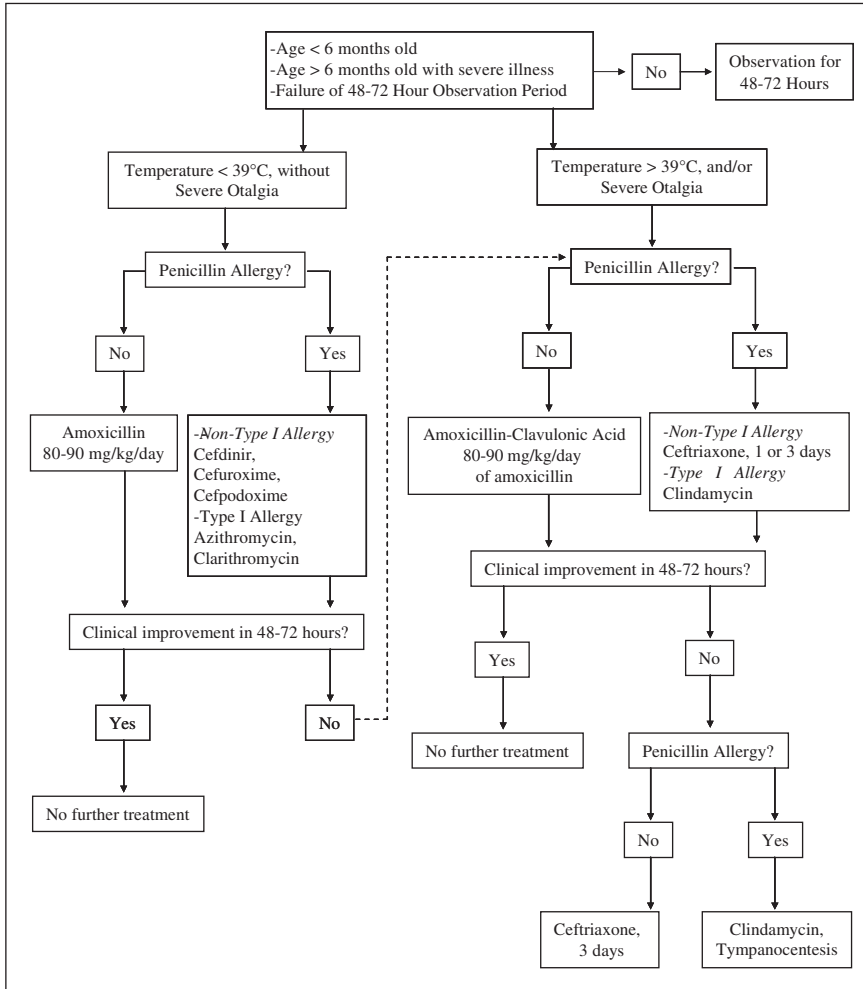 -Age < 6 months old
-Age > 6 months old with severe illness
-Failure of 48-72 Hour Observation Period
No
Observation for
48-72 Hours
Temperature < 39°C, without
Severe Otalgia
Temperature > 39°C, and/or
Severe Otalgia
Penicillin Allergy?
Penicillin Allergy?
No
Yes
No
Yes
Amoxicillin
80-90 mg/kg/day
-Non-Type I Allergy
Cefdinir,
Cefuroxime,
Cefpodoxime
-Type I Allergy
Azithromycin,
Clarithromycin
Amoxicillin-Clavulonic Acid
80-90 mg/kg/day
of amoxicillin
-Non-Type I Allergy
Ceftriaxone, 1 or 3 days
-Type I Allergy
Clindamycin
Clinical improvement in 48-72 hours?
Clinical improvement in 48-72 hours?
Yes
No
Yes
No
No further treatment
No further treatment
Penicillin Allergy?
No
Yes
Ceftriaxone,
3 days
Clindamycin,
Tympanocentesis